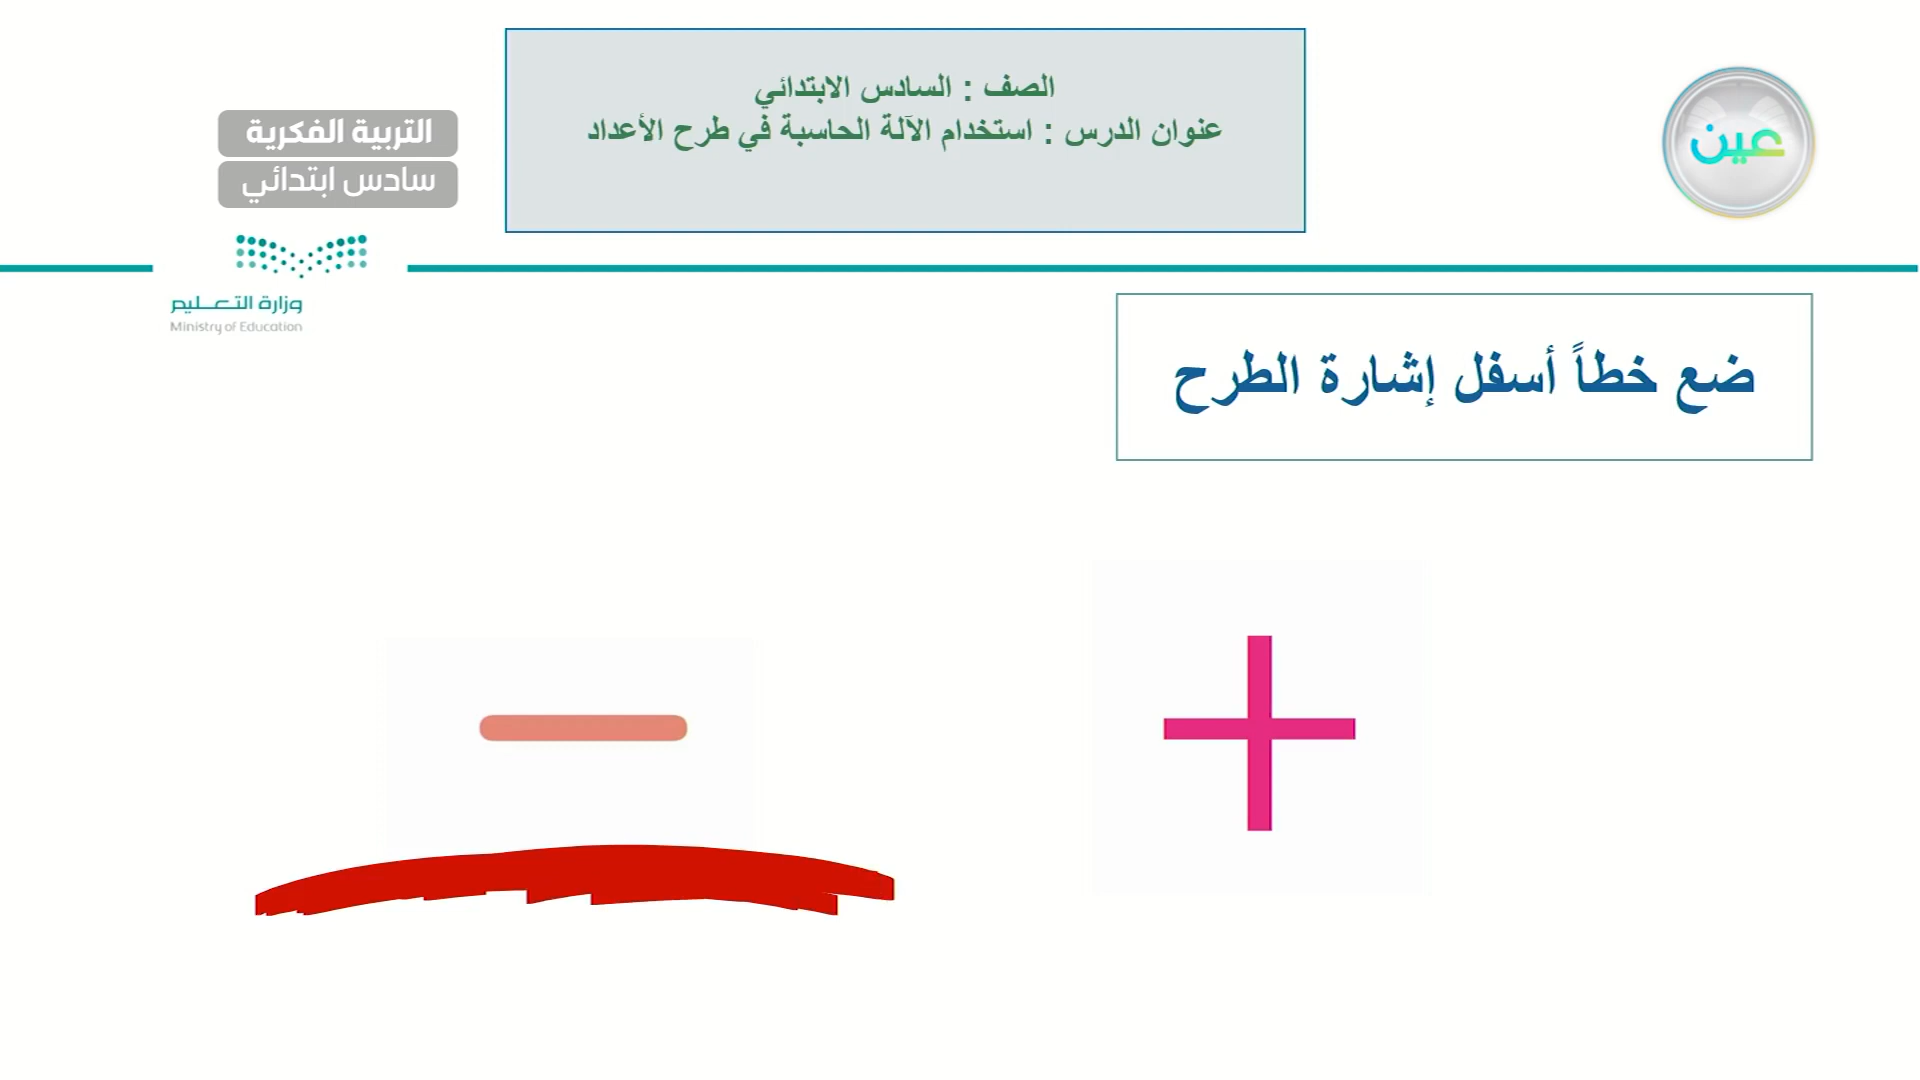 الصف : السادس الابتدائي
عنوان الدرس : استخدام الآلة الحاسبة في طرح الأعداد
عين
التربية الفكرية
سادس ابتدائي
وزارة التعليم
Ministry of Education
ضع خطاً أسفل إشارة الطرح